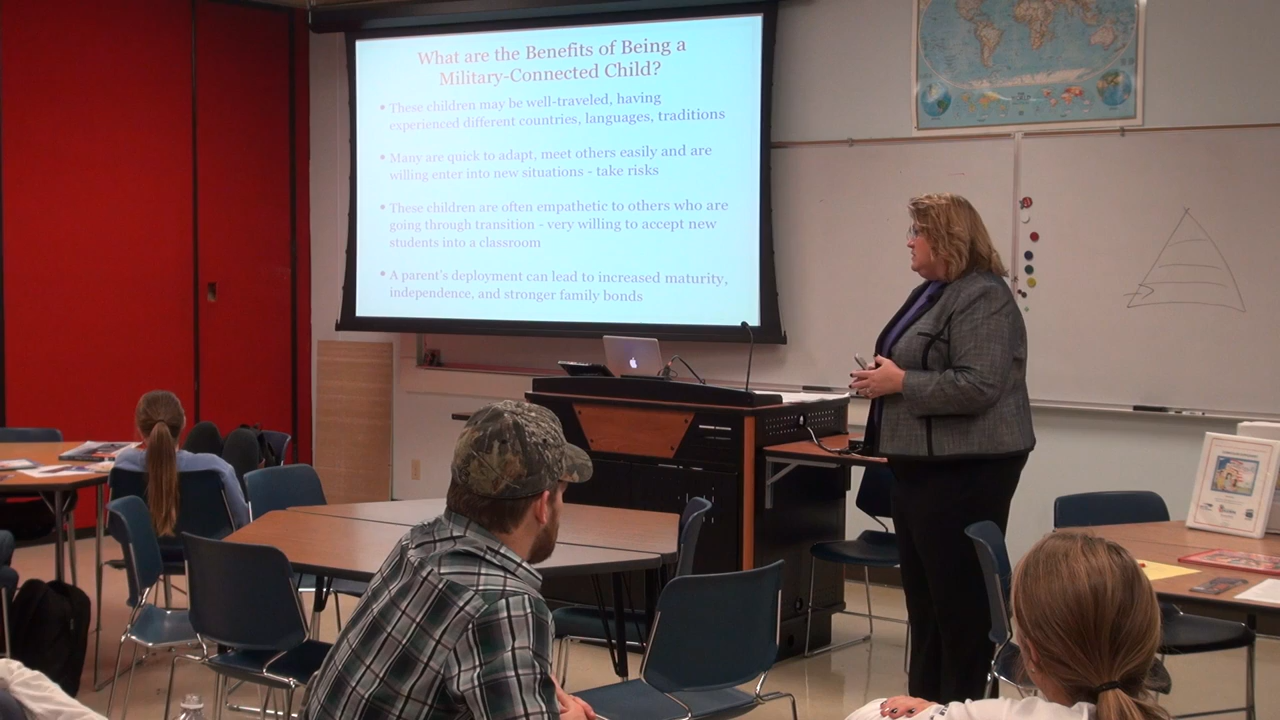 What are the Benefits of Being a
Military-Connected Child?
• These children may be well-traveled, having
experienced different countries, languages, traditions
• Many are quick to adapt, meet others easily and are
willing enter into new situations - take risks
• These children are often empathetic to others who are
going through transition - very willing to accept new
students into a classroom
• A parent's deployment can lead to increased maturity,
independence, and stronger family bonds